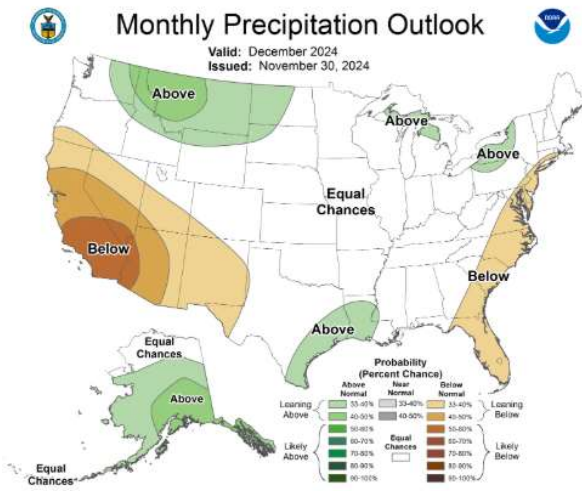 Monthly Precipitation Outlook
NOAA
Valid: December 2024
Issued: November 30, 2024
Above
Above
Above
Equal
Chances
Below
Below
Above
Equal
Chances
Above
Equal
Chances
Probability
(Percent Chance)
Above
Normal
Near
Normal
Below
Normal
Leaning
Above
33-40%
33-40%
33-40%
Leaning
Below
40-50%
40-50%
40-50%
Likely
Above
50-60%
Equal
Chances
50-60%
Likely
Below
60-70%
60-70%
70-80%
70-80%
80-90%
80-90%
90-100%
90-100%